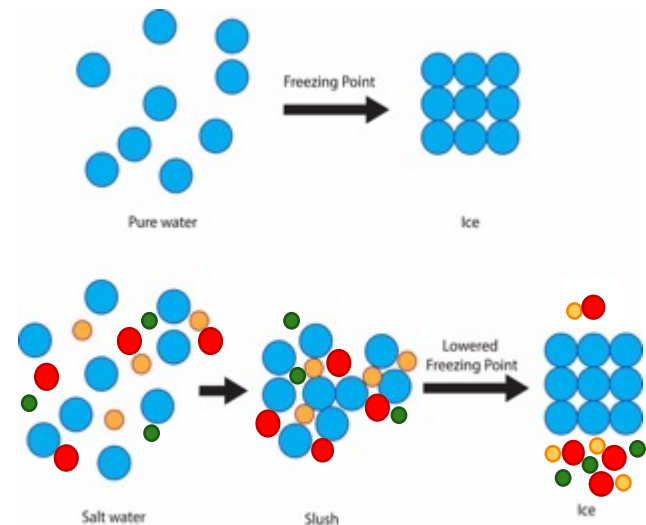 Freezing Point
Pure water
Ice
Lowered
Freezing Point
Salt water
Slush
Ice